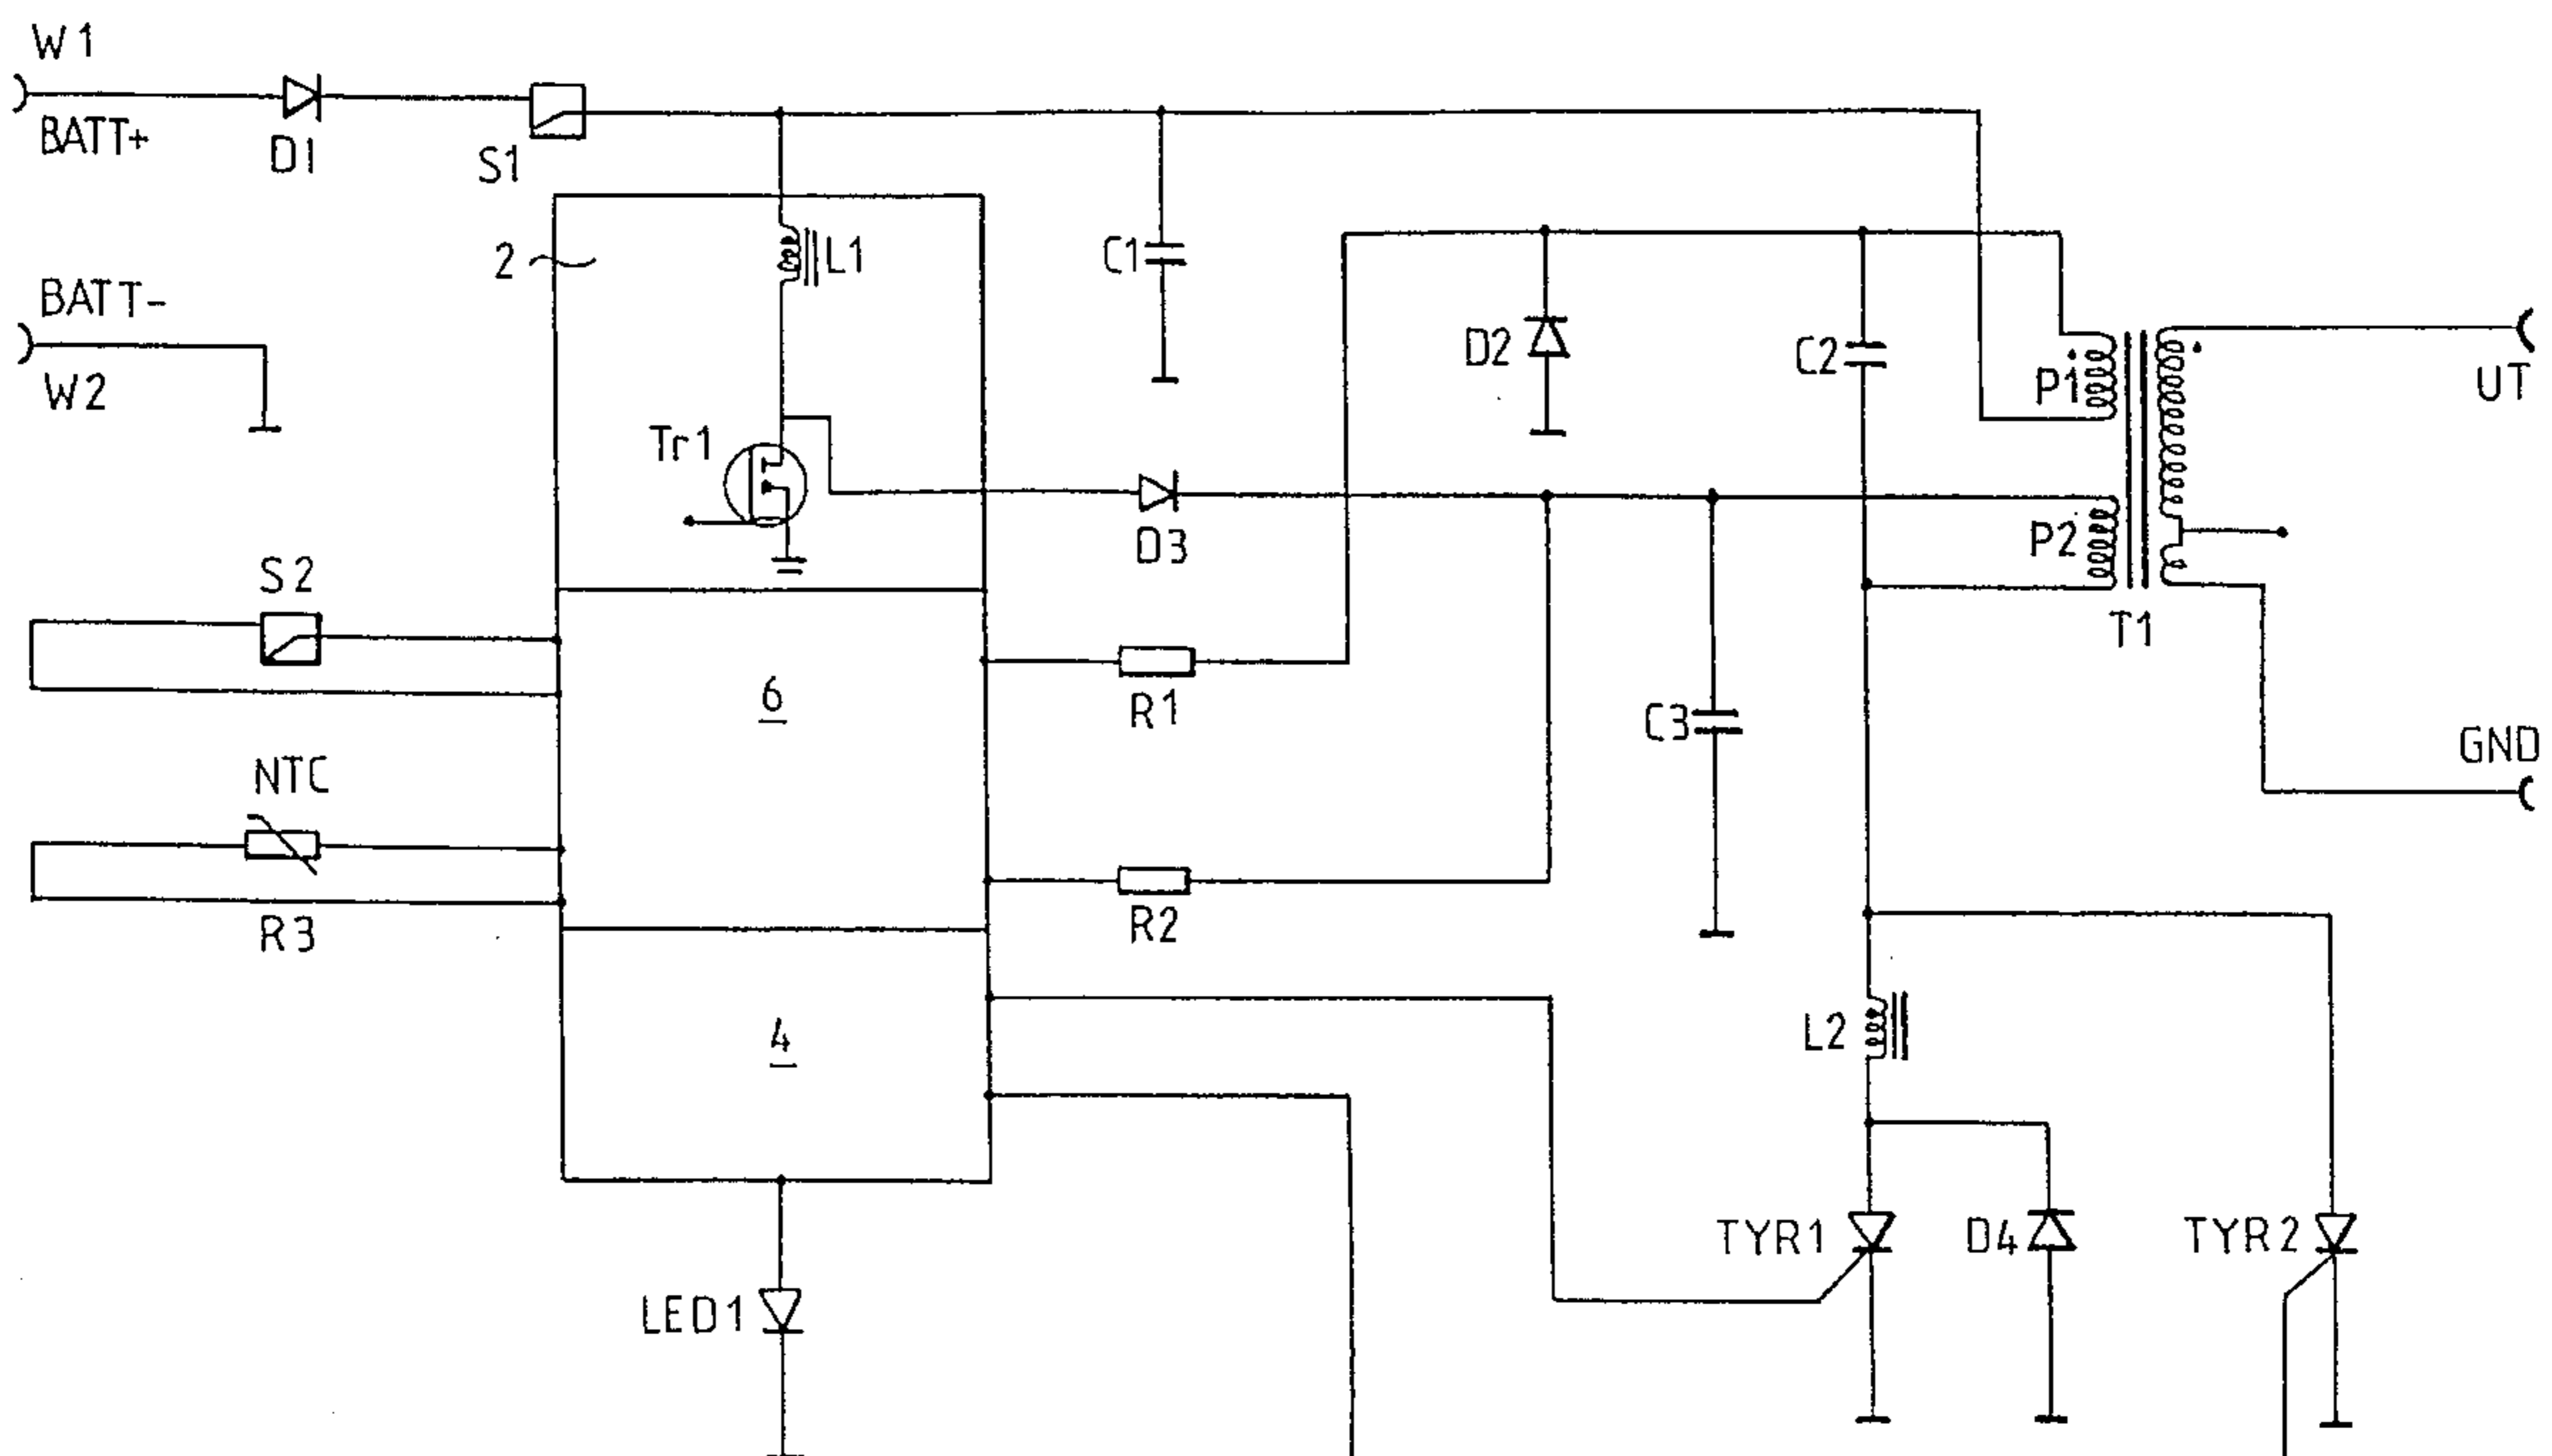 W1
BATT+
D1
S1
2
L1
C1
BATT-
W2
D2
C2
P1
UT
Tr1
D3
P2
S2
T1
6
R1
C3
GND
NTC
R3
R2
4
L2
TYR1
D4
TYR2
LED1